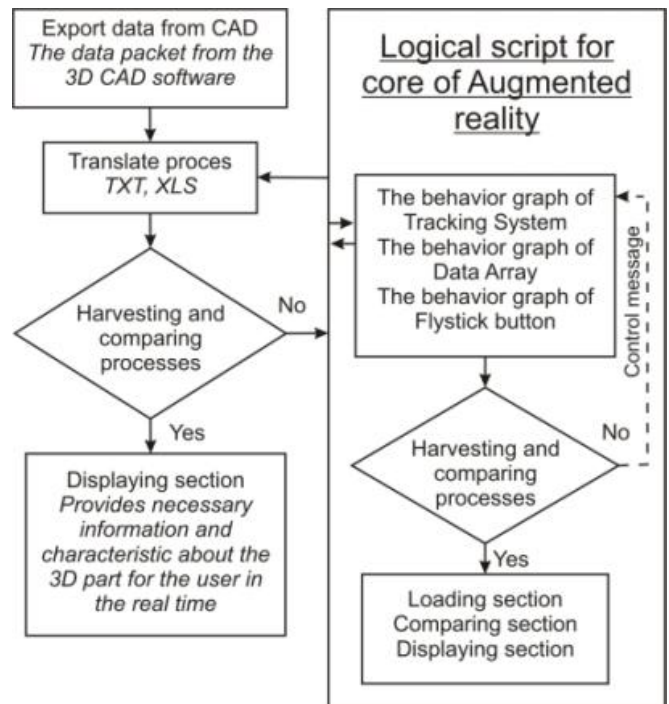 Export data from CAD
The data packet from the
3D CAD software
Translate proces
TXT, XLS
Harvesting and
comparing
processes
No
Yes
Displaying section
Provides necessary
information and
characteristic about the
3D part for the user in
the real time
Logical script for
core of Augmented
reality
The behavior graph of
Tracking System
The behavior graph of
Data Array
The behavior graph of
Flystick button
Control message
Harvesting and
comparing
processes
No
Yes
Loading section
Comparing section
Displaying section